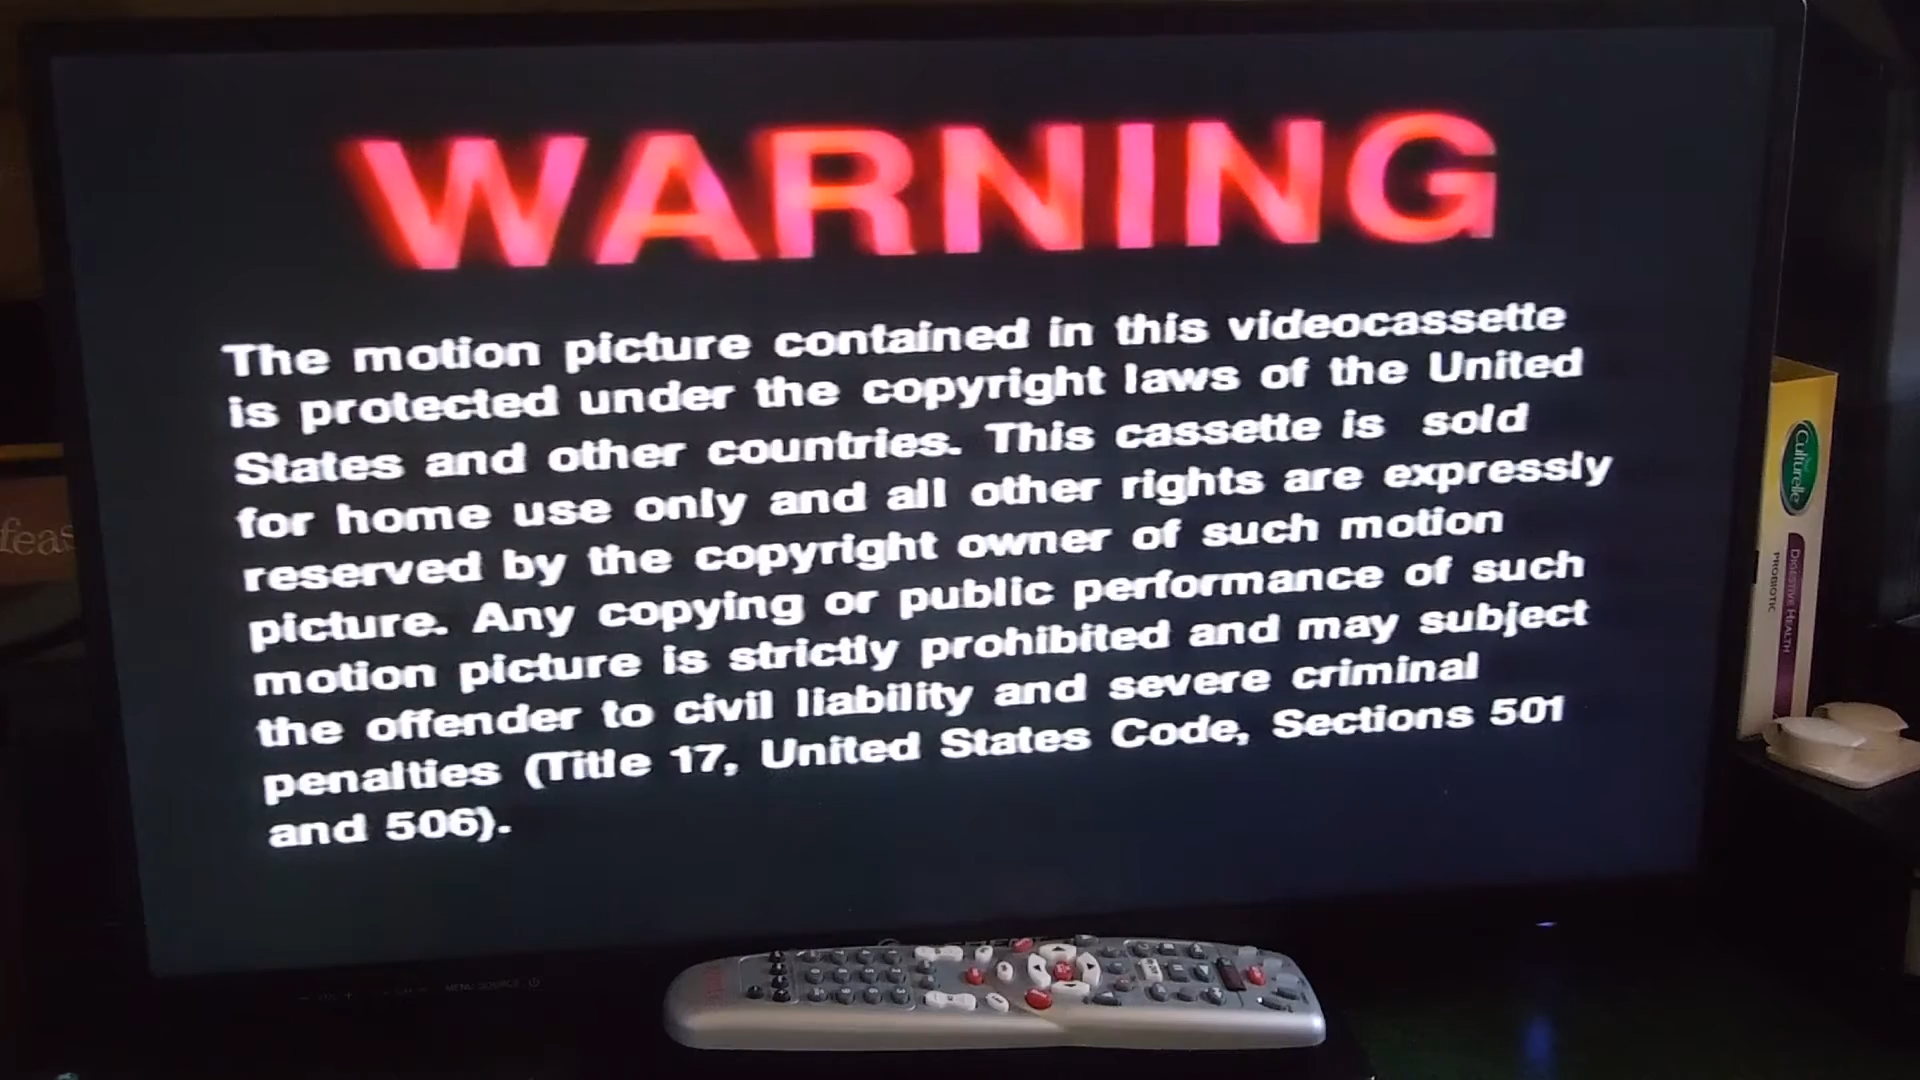 WARNING
The motion picture contained in this videocassette
is protected under the copyright laws of the United
States and other countries. This cassette is sold
for home use only and all other rights are expressly
reserved by the copyright owner of such motion
picture. Any copying or public performance of such
motion picture is strictly prohibited and may subject
the offender to civil liability and severe criminal
penalties (Title 17, United States Code, Sections 501
and 506).
feas
Culturelle
DIGESTIVE HEALTH
PROBIOTIC
MENU SOURCE